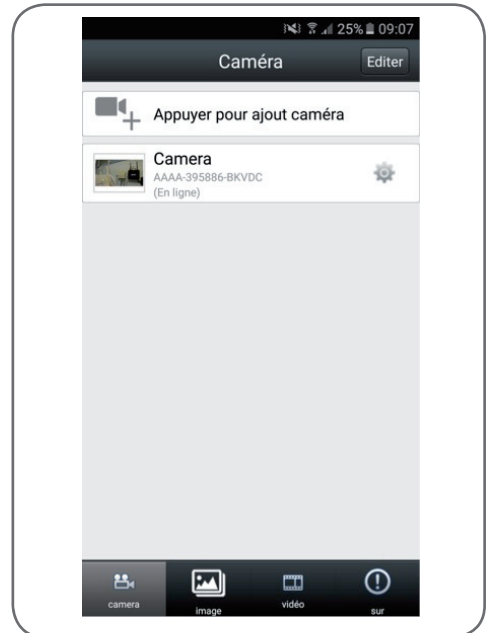 25% 09:07
Caméra Editer
Appuyer pour ajout caméra
Camera
AAAA-395886-BKVDC
(En ligne)
camera image vidéo sur